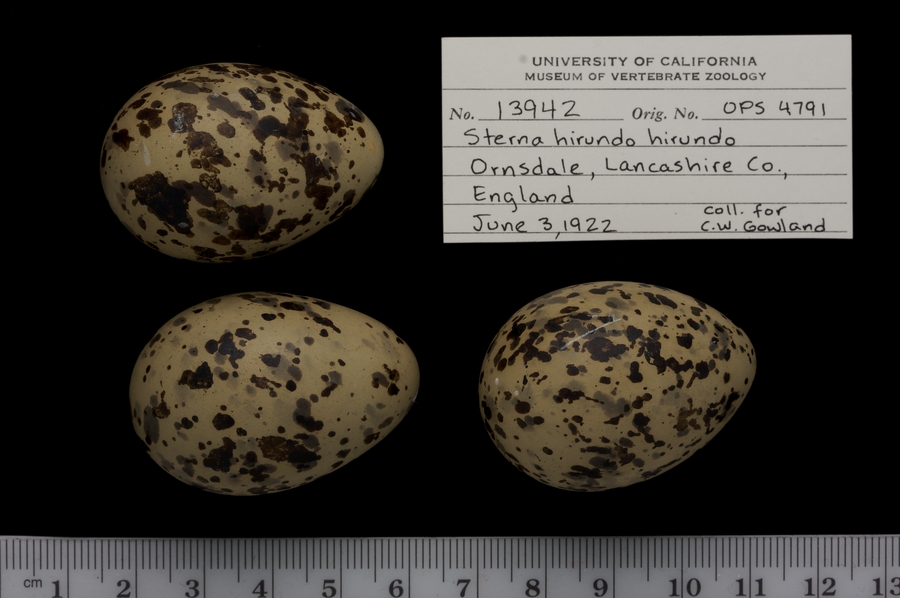 UNIVERSITY OF CALIFORNIA
MUSEUM OF VERTEBRATE ZOOLOGY
No. 13942 Orig. No. OPS 4791
Sterna hirundo hirundo
Ornsdale, Lancashire Co.,
England
coll. for
June 3, 1922 C.W. Gowland
cm 1 2 3 4 5 6 7 8 9 10 11 12 13